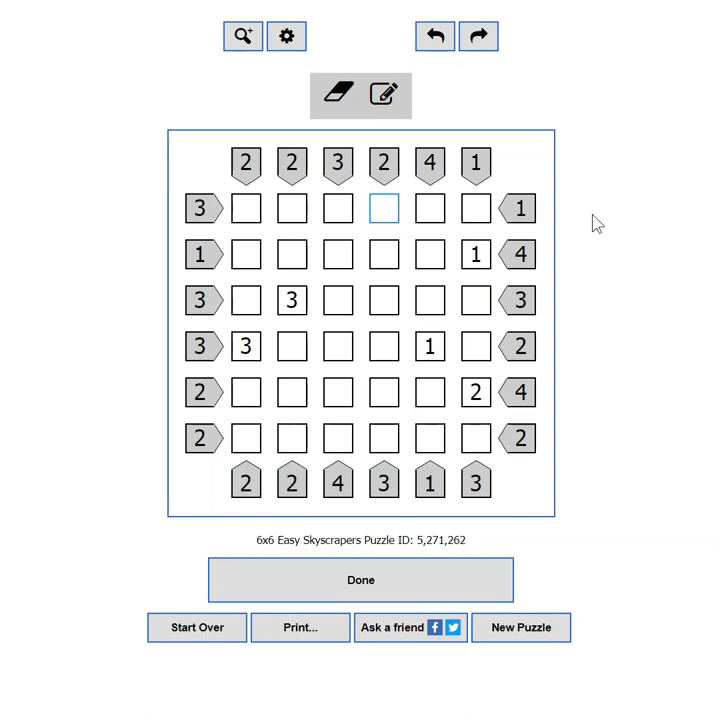 2 2 3 2 4 1
3 1
1 1 4
3 3 3
3 3 1 2
2 2 4
2 2
2 2 4 3 1 3
6x6 Easy Skyscrapers Puzzle ID: 5,271,262
Done
Start Over Print... Ask a friend New Puzzle